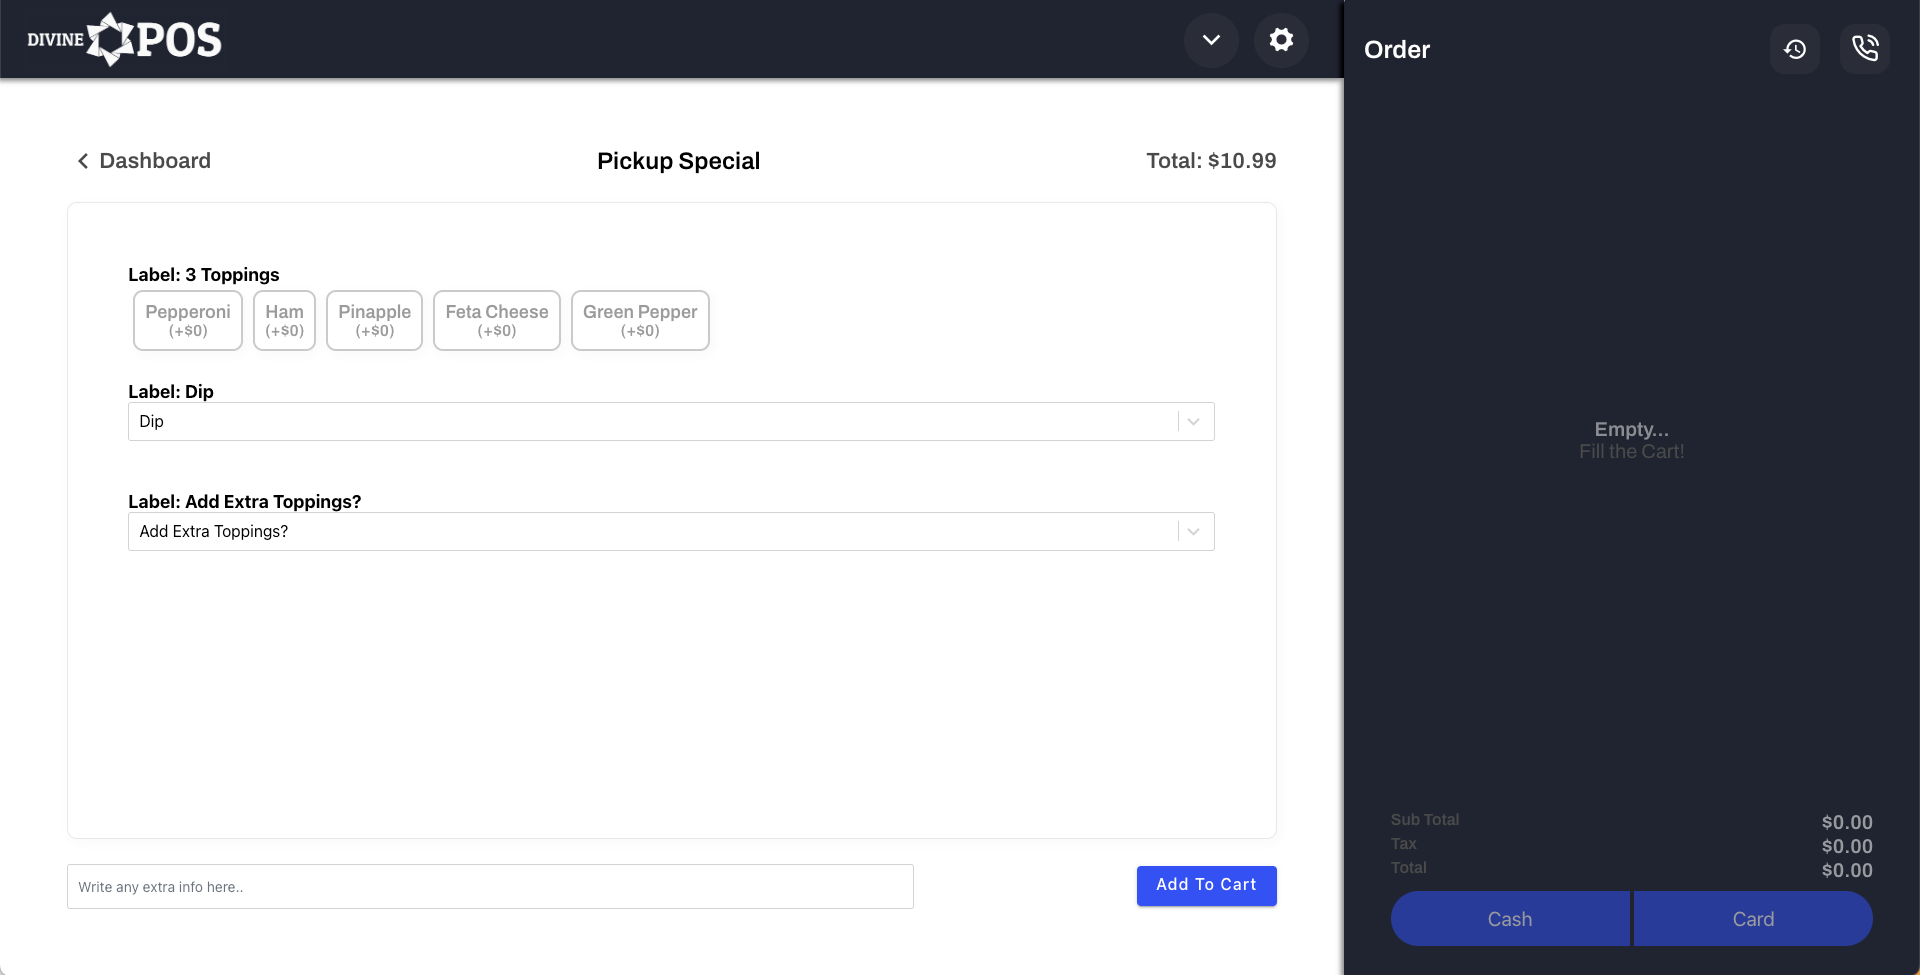 DIVINE POS
Order
Dashboard
Pickup Special
Total: $10.99
Label: 3 Toppings
Pepperoni
(+$0)
Ham
(+$0)
Pinapple
(+$0)
Feta Cheese
(+$0)
Green Pepper
(+$0)
Label: Dip
Dip
Label: Add Extra Toppings?
Add Extra Toppings?
Write any extra info here..
Add To Cart
Empty...
Fill the Cart!
Sub Total $0.00
Tax $0.00
Total $0.00
Cash
Card